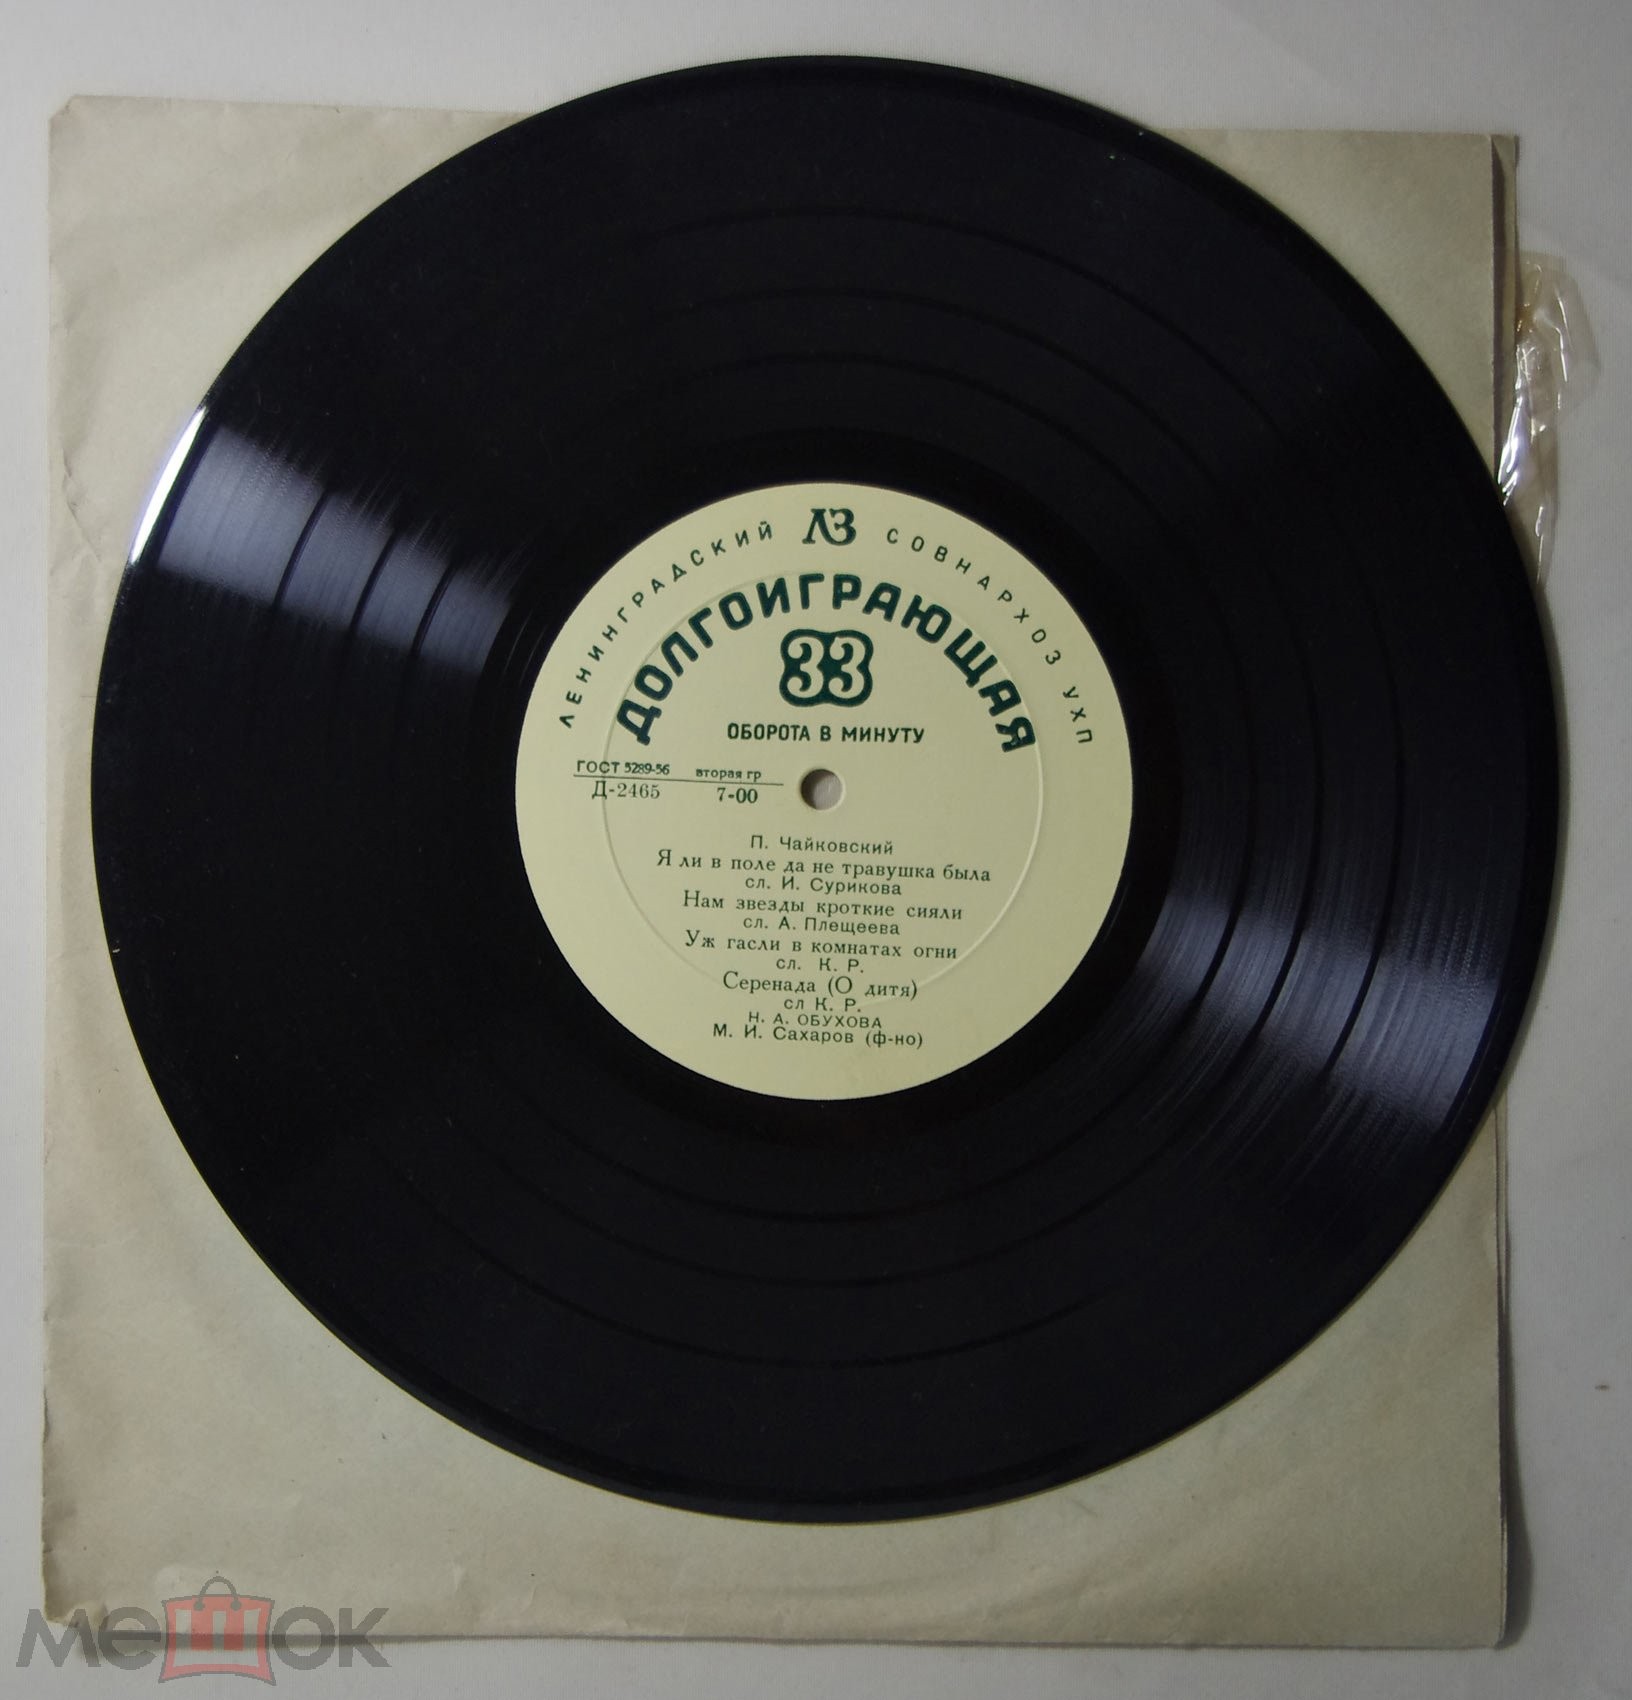 ЛЕНИНГРАДСКИЙ ЛЗ СОВНАРХОЗ УХП
ДОЛГОИГРАЮЩАЯ
33
ОБОРОТА В МИНУТУ
ГОСТ 5289-56 вторая гр
Д-2465 7-00
П. Чайковский
Я ли в поле да не травушка была
сл. И. Сурикова
Нам звезды кроткие сияли
сл. А. Плещеева
Уж гасли в комнатах огни
сл. К. Р.
Серенада (О дитя)
сл К. Р.
Н. А. ОБУХОВА
М. И. Сахаров (ф-но)
мешок